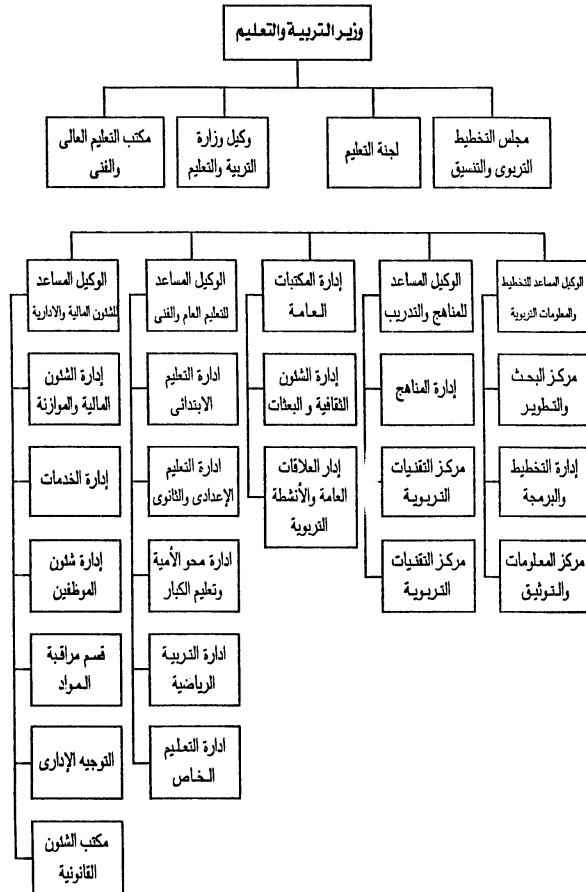 وزير التربية والتعليم
مجلس التخطيط
التربوى والتنسيق
لجنة التعليم
وكيل وزارة
التربية والتعليم
مكتب التعليم العالى
والفنى
الوكيل المساعد للتخطيط
والمعلومات التربوية
مركز البحث
والتطوير
إدارة التخطيط
والبرمجة
مركز المعلومات
والتوثيق
الوكيل المساعد
للمناهج والتدريب
إدارة المناهج
مركز التقنيات
التربوية
مركز التقنيات
التربوية
إدارة المكتبات
العامة
إدارة الشئون
الثقافية و البعثات
إدار العلاقات
العامة والأنشطة
التربوية
الوكيل المساعد
للتعليم العام والفنى
ادارة التعليم
الابتدائى
ادارة التعليم
الإعدادى والثانوى
ادارة محو الأمية
وتعليم الكبار
ادارة التربية
الرياضية
ادارة التعليم
الخاص
الوكيل المساعد
للشئون المالية والادارية
إدارة الشئون
المالية والموازنة
إدارة الخدمات
إدارة شئون
الموظفين
قسم مراقبة
المواد
التوجيه الإدارى
مكتب الشئون
القانونية